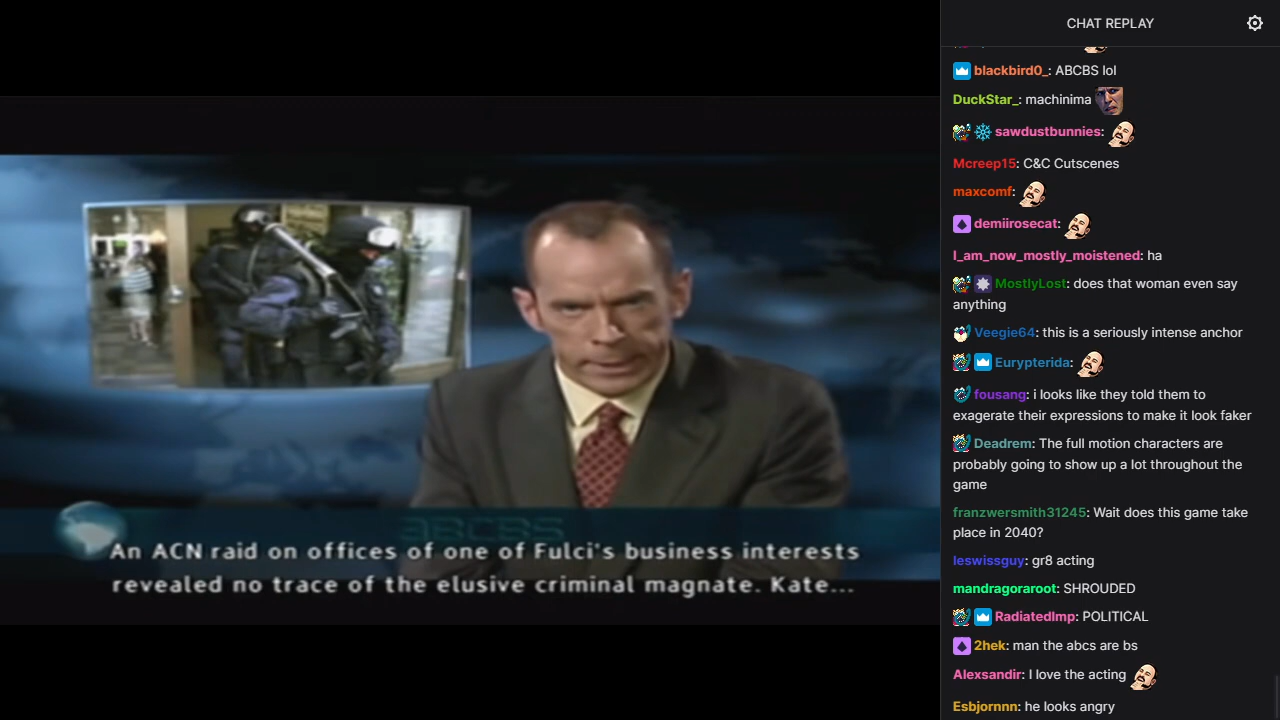 CHAT REPLAY
blackbird0_: ABCBS lol
DuckStar_: machinima
sawdustbunnies:
Mcreep15: C&C Cutscenes
maxcomf:
demiirosecat:
I_am_now_mostly_moistened: ha
MostlyLost: does that woman even say
anything
Veegie64: this is a seriously intense anchor
Eurypterida:
fousang: i looks like they told them to
exagerate their expressions to make it look faker
Deadrem: The full motion characters are
probably going to show up a lot throughout the
game
franzwersmith31245: Wait does this game take
place in 2040?
leswissguy: gr8 acting
mandragoraroot: SHROUDED
RadiatedImp: POLITICAL
2hek: man the abcs are bs
Alexsandir: I love the acting
Esbjornnn: he looks angry
ABCBS
An ACN raid on offices of one of Fulci's business interests
revealed no trace of the elusive criminal magnate. Kate...